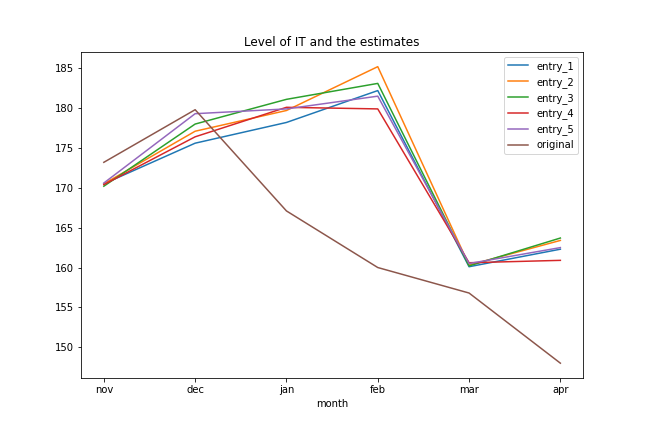 Level of IT and the estimates
185
180
175
170
165
160
155
150
entry_1
entry_2
entry_3
entry_4
entry_5
original
nov dec jan feb mar apr
month